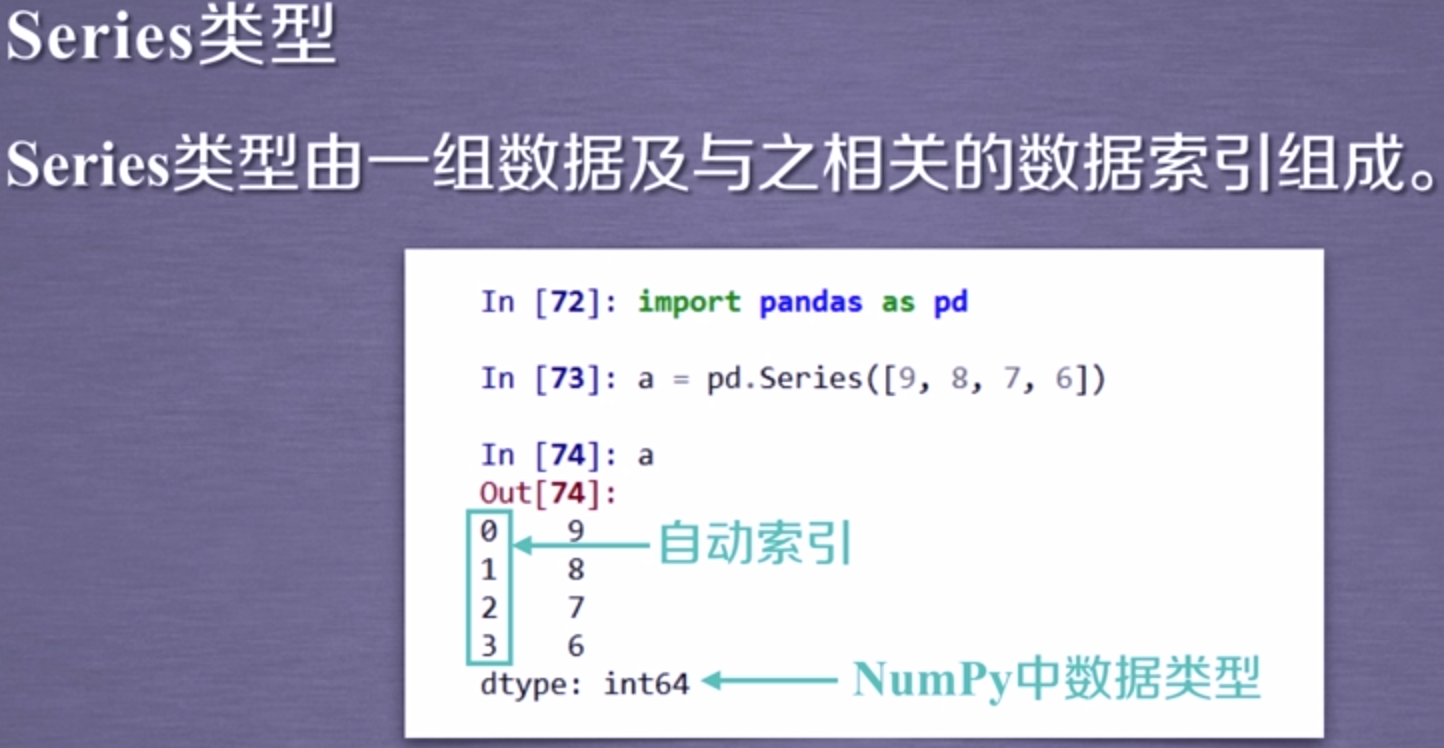 Series类型
Series类型由一组数据及与之相关的数据索引组成。
In [72]: import pandas as pd
In [73]: a = pd.Series([9, 8, 7, 6])
In [74]: a
Out[74]:
0 9 自动索引
1 8
2 7
3 6
dtype: int64 NumPy中数据类型